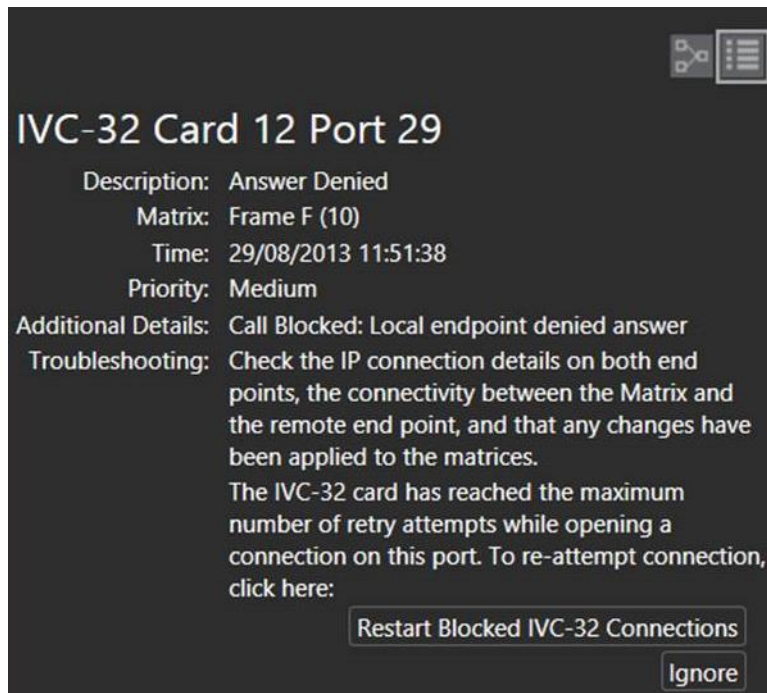 IVC-32 Card 12 Port 29
Description: Answer Denied
Matrix: Frame F (10)
Time: 29/08/2013 11:51:38
Priority: Medium
Additional Details: Call Blocked: Local endpoint denied answer
Troubleshooting: Check the IP connection details on both end
points, the connectivity between the Matrix and
the remote end point, and that any changes have
been applied to the matrices.
The IVC-32 card has reached the maximum
number of retry attempts while opening a
connection on this port. To re-attempt connection,
click here:
Restart Blocked IVC-32 Connections
Ignore